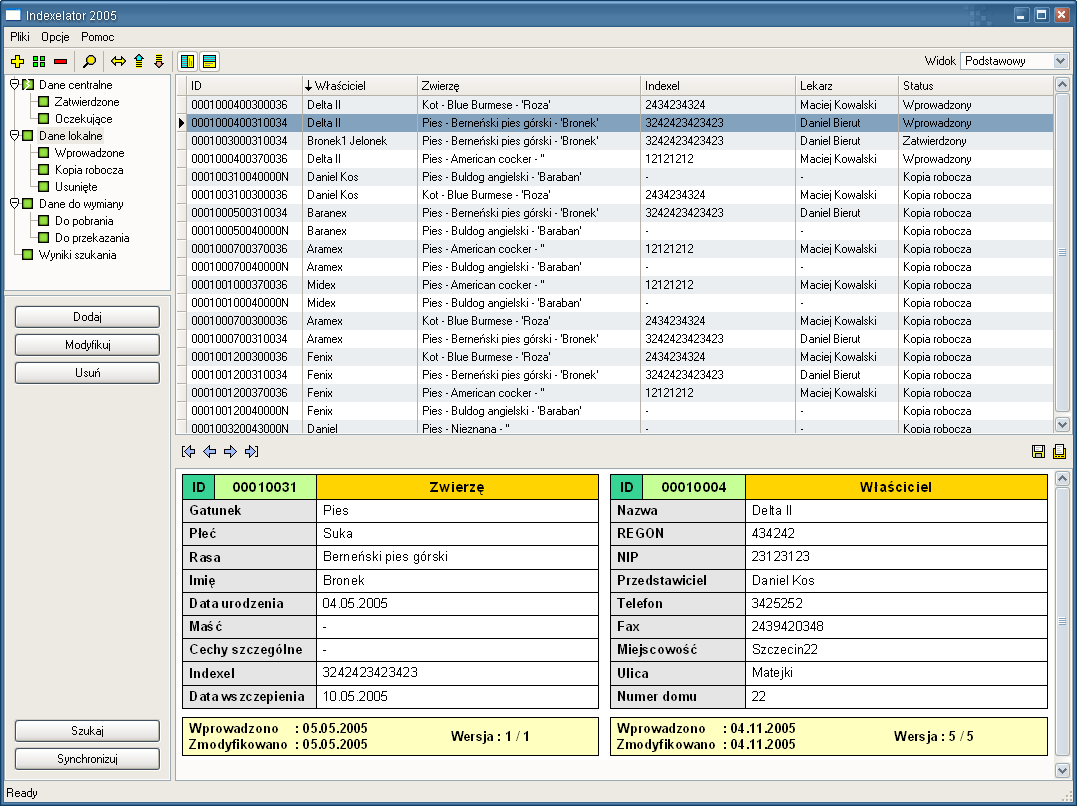 Indexelator 2005
Pliki Opcje Pomoc
Widok Podstawowy
Dane centralne
Zatwierdzone
Oczekujące
Dane lokalne
Wprowadzone
Kopia robocza
Usunięte
Dane do wymiany
Do pobrania
Do przekazania
Wyniki szukania
Dodaj
Modyfikuj
Usuń
Szukaj
Synchronizuj
ID Właściciel Zwierzę Indexel Lekarz Status
0001000400300036 Delta II Kot - Blue Burmese - 'Roza' 2434234324 Maciej Kowalski Wprowadzony
0001000400310034 Delta II Pies - Berneński pies górski - 'Bronek' 3242423423423 Daniel Bierut Wprowadzony
0001003000310034 Bronek1 Jelonek Pies - Berneński pies górski - 'Bronek' 3242423423423 Daniel Bierut Zatwierdzony
0001000400370036 Delta II Pies - American cocker - '' 12121212 Maciej Kowalski Wprowadzony
000100310040000N Daniel Kos Pies - Buldog angielski - 'Baraban' - - Kopia robocza
0001003100300036 Daniel Kos Kot - Blue Burmese - 'Roza' 2434234324 Maciej Kowalski Kopia robocza
0001000500310034 Baranex Pies - Berneński pies górski - 'Bronek' 3242423423423 Daniel Bierut Kopia robocza
000100050040000N Baranex Pies - Buldog angielski - 'Baraban' - - Kopia robocza
0001000700370036 Aramex Pies - American cocker - '' 12121212 Maciej Kowalski Kopia robocza
000100070040000N Aramex Pies - Buldog angielski - 'Baraban' - - Kopia robocza
0001001000370036 Midex Pies - American cocker - '' 12121212 Maciej Kowalski Kopia robocza
000100100040000N Midex Pies - Buldog angielski - 'Baraban' - - Kopia robocza
0001000700300036 Aramex Kot - Blue Burmese - 'Roza' 2434234324 Maciej Kowalski Kopia robocza
0001000700310034 Aramex Pies - Berneński pies górski - 'Bronek' 3242423423423 Daniel Bierut Kopia robocza
0001001200300036 Fenix Kot - Blue Burmese - 'Roza' 2434234324 Maciej Kowalski Kopia robocza
0001001200310034 Fenix Pies - Berneński pies górski - 'Bronek' 3242423423423 Daniel Bierut Kopia robocza
0001001200370036 Fenix Pies - American cocker - '' 12121212 Maciej Kowalski Kopia robocza
000100120040000N Fenix Pies - Buldog angielski - 'Baraban' - - Kopia robocza
000100320043000N Daniel Pies - Nieznana - '' - - Kopia robocza
ID 00010031 Zwierzę
Gatunek Pies
Płeć Suka
Rasa Berneński pies górski
Imię Bronek
Data urodzenia 04.05.2005
Maść -
Cechy szczególne -
Indexel 3242423423423
Data wszczepienia 10.05.2005
Wprowadzono : 05.05.2005
Zmodyfikowano : 05.05.2005
Wersja : 1 / 1
ID 00010004 Właściciel
Nazwa Delta II
REGON 434242
NIP 23123123
Przedstawiciel Daniel Kos
Telefon 3425252
Fax 2439420348
Miejscowość Szczecin22
Ulica Matejki
Numer domu 22
Wprowadzono : 04.11.2005
Zmodyfikowano : 04.11.2005
Wersja : 5 / 5
Ready